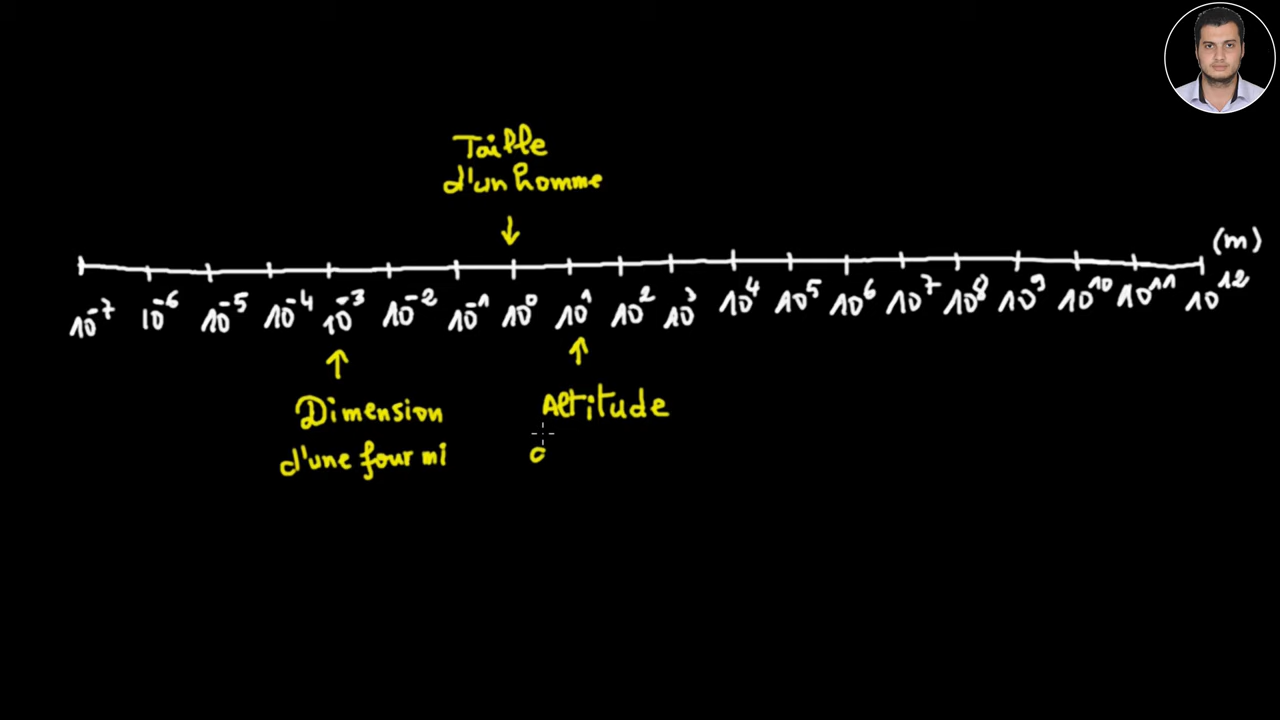 Taille
d'un homme
(m)
10⁻⁷ 10⁻⁶ 10⁻⁵ 10⁻⁴ 10⁻³ 10⁻² 10⁻¹ 10⁰ 10¹ 10² 10³ 10⁴ 10⁵ 10⁶ 10⁷ 10⁸ 10⁹ 10¹⁰ 10¹¹ 10¹²
Dimension
d'une fourmi
Altitude